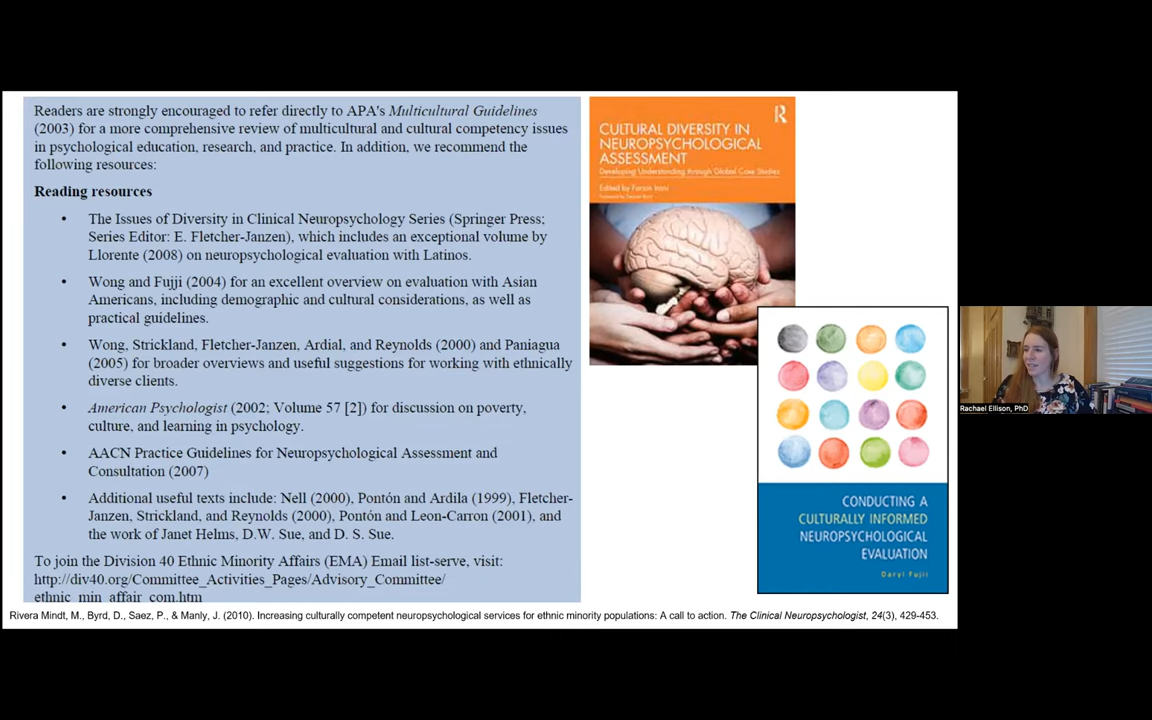 Readers are strongly encouraged to refer directly to APA's Multicultural Guidelines
(2003) for a more comprehensive review of multicultural and cultural competency issues
in psychological education, research, and practice. In addition, we recommend the
following resources:
Reading resources
• The Issues of Diversity in Clinical Neuropsychology Series (Springer Press;
Series Editor: E. Fletcher-Janzen), which includes an exceptional volume by
Llorente (2008) on neuropsychological evaluation with Latinos.
• Wong and Fujji (2004) for an excellent overview on evaluation with Asian
Americans, including demographic and cultural considerations, as well as
practical guidelines.
• Wong, Strickland, Fletcher-Janzen, Ardial, and Reynolds (2000) and Paniagua
(2005) for broader overviews and useful suggestions for working with ethnically
diverse clients.
• American Psychologist (2002; Volume 57 [2]) for discussion on poverty,
culture, and learning in psychology.
• AACN Practice Guidelines for Neuropsychological Assessment and
Consultation (2007)
• Additional useful texts include: Nell (2000), Pontón and Ardila (1999), Fletcher-
Janzen, Strickland, and Reynolds (2000), Pontón and Leon-Carron (2001), and
the work of Janet Helms, D.W. Sue, and D. S. Sue.
To join the Division 40 Ethnic Minority Affairs (EMA) Email list-serve, visit:
http://div40.org/Committee_Activities_Pages/Advisory_Committee/
ethnic_min_affair_com.htm
R
CULTURAL DIVERSITY IN
NEUROPSYCHOLOGICAL
ASSESSMENT
Developing Understanding through Global Case Studies
Edited by Farzin Irani
CONDUCTING A
CULTURALLY INFORMED
NEUROPSYCHOLOGICAL
EVALUATION
Daryl Fujii
Rachael Ellison, PhD
Rivera Mindt, M., Byrd, D., Saez, P., & Manly, J. (2010). Increasing culturally competent neuropsychological services for ethnic minority populations: A call to action. The Clinical Neuropsychologist, 24(3), 429-453.